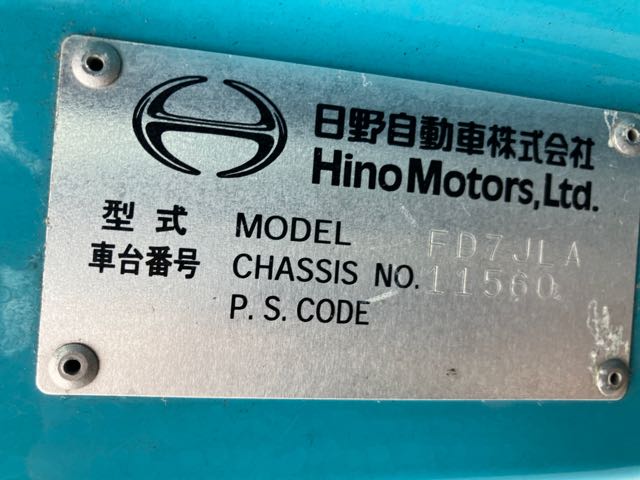 日野自動車株式会社
Hino Motors, Ltd.
型式 MODEL FD7JLA
車台番号 CHASSIS NO. 11560
P.S.CODE